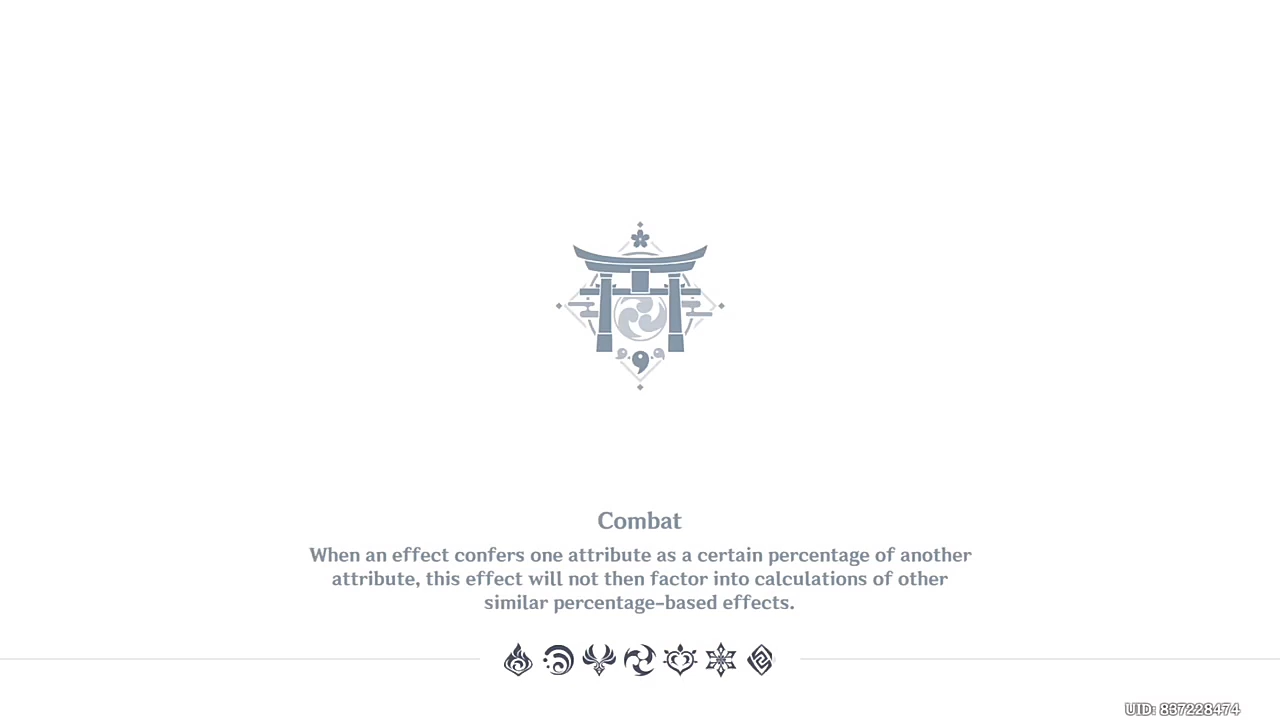 Combat
When an effect confers one attribute as a certain percentage of another
attribute, this effect will not then factor into calculations of other
similar percentage-based effects.
UID: 837228474